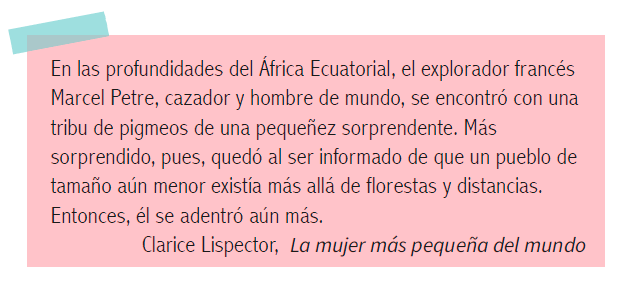 En las profundidades del África Ecuatorial, el explorador francés
Marcel Petre, cazador y hombre de mundo, se encontró con una
tribu de pigmeos de una pequeñez sorprendente. Más
sorprendido, pues, quedó al ser informado de que un pueblo de
tamaño aún menor existía más allá de florestas y distancias.
Entonces, él se adentró aún más.
Clarice Lispector, La mujer más pequeña del mundo